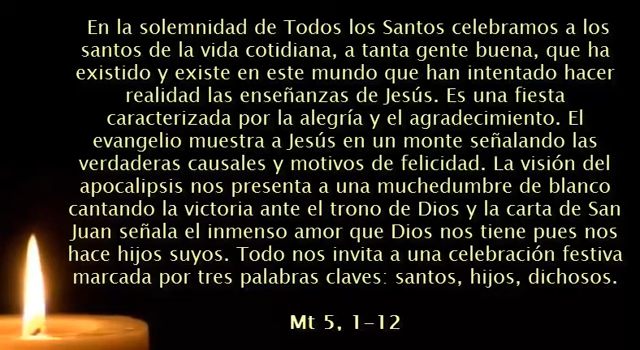 En la solemnidad de Todos los Santos celebramos a los
santos de la vida cotidiana, a tanta gente buena, que ha
existido y existe en este mundo que han intentado hacer
realidad las enseñanzas de Jesús. Es una fiesta
caracterizada por la alegría y el agradecimiento. El
evangelio muestra a Jesús en un monte señalando las
verdaderas causales y motivos de felicidad. La visión del
apocalipsis nos presenta a una muchedumbre de blanco
cantando la victoria ante el trono de Dios y la carta de San
Juan señala el inmenso amor que Dios nos tiene pues nos
hace hijos suyos. Todo nos invita a una celebración festiva
marcada por tres palabras claves: santos, hijos, dichosos.
Mt 5, 1-12